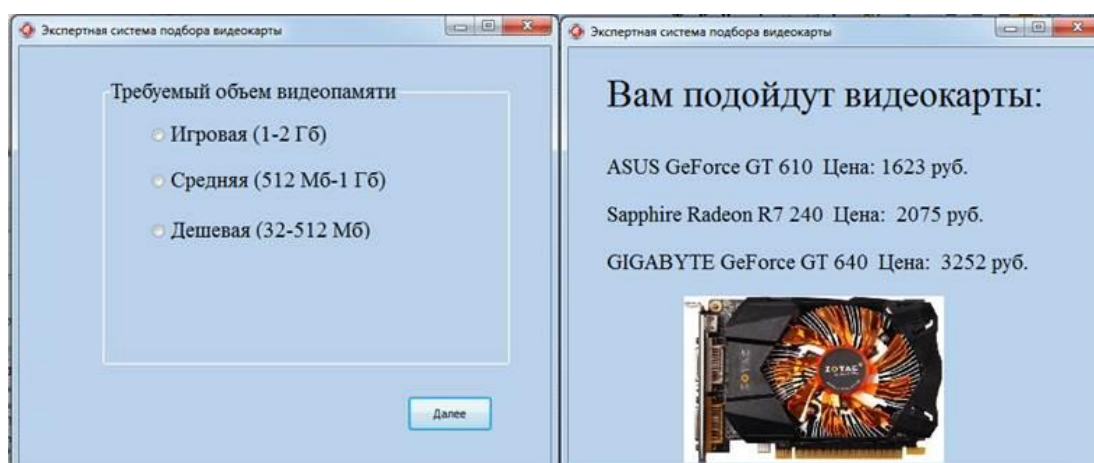 Экспертная система подбора видеокарты
Требуемый объем видеопамяти
Игровая (1-2 Гб)
Средняя (512 Мб-1 Гб)
Дешевая (32-512 Мб)
Далее
Экспертная система подбора видеокарты
Вам подойдут видеокарты:
ASUS GeForce GT 610 Цена: 1623 руб.
Sapphire Radeon R7 240 Цена: 2075 руб.
GIGABYTE GeForce GT 640 Цена: 3252 руб.
ZOTAC
ZOTAC